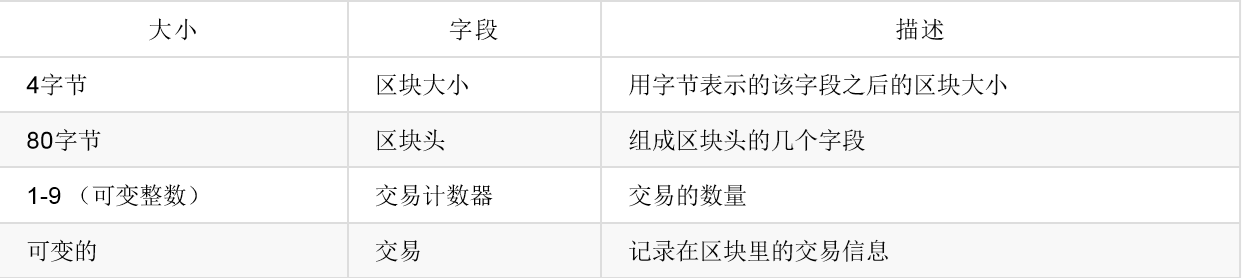 大小 字段 描述
4字节 区块大小 用字节表示的该字段之后的区块大小
80字节 区块头 组成区块头的几个字段
1-9 （可变整数） 交易计数器 交易的数量
可变的 交易 记录在区块里的交易信息